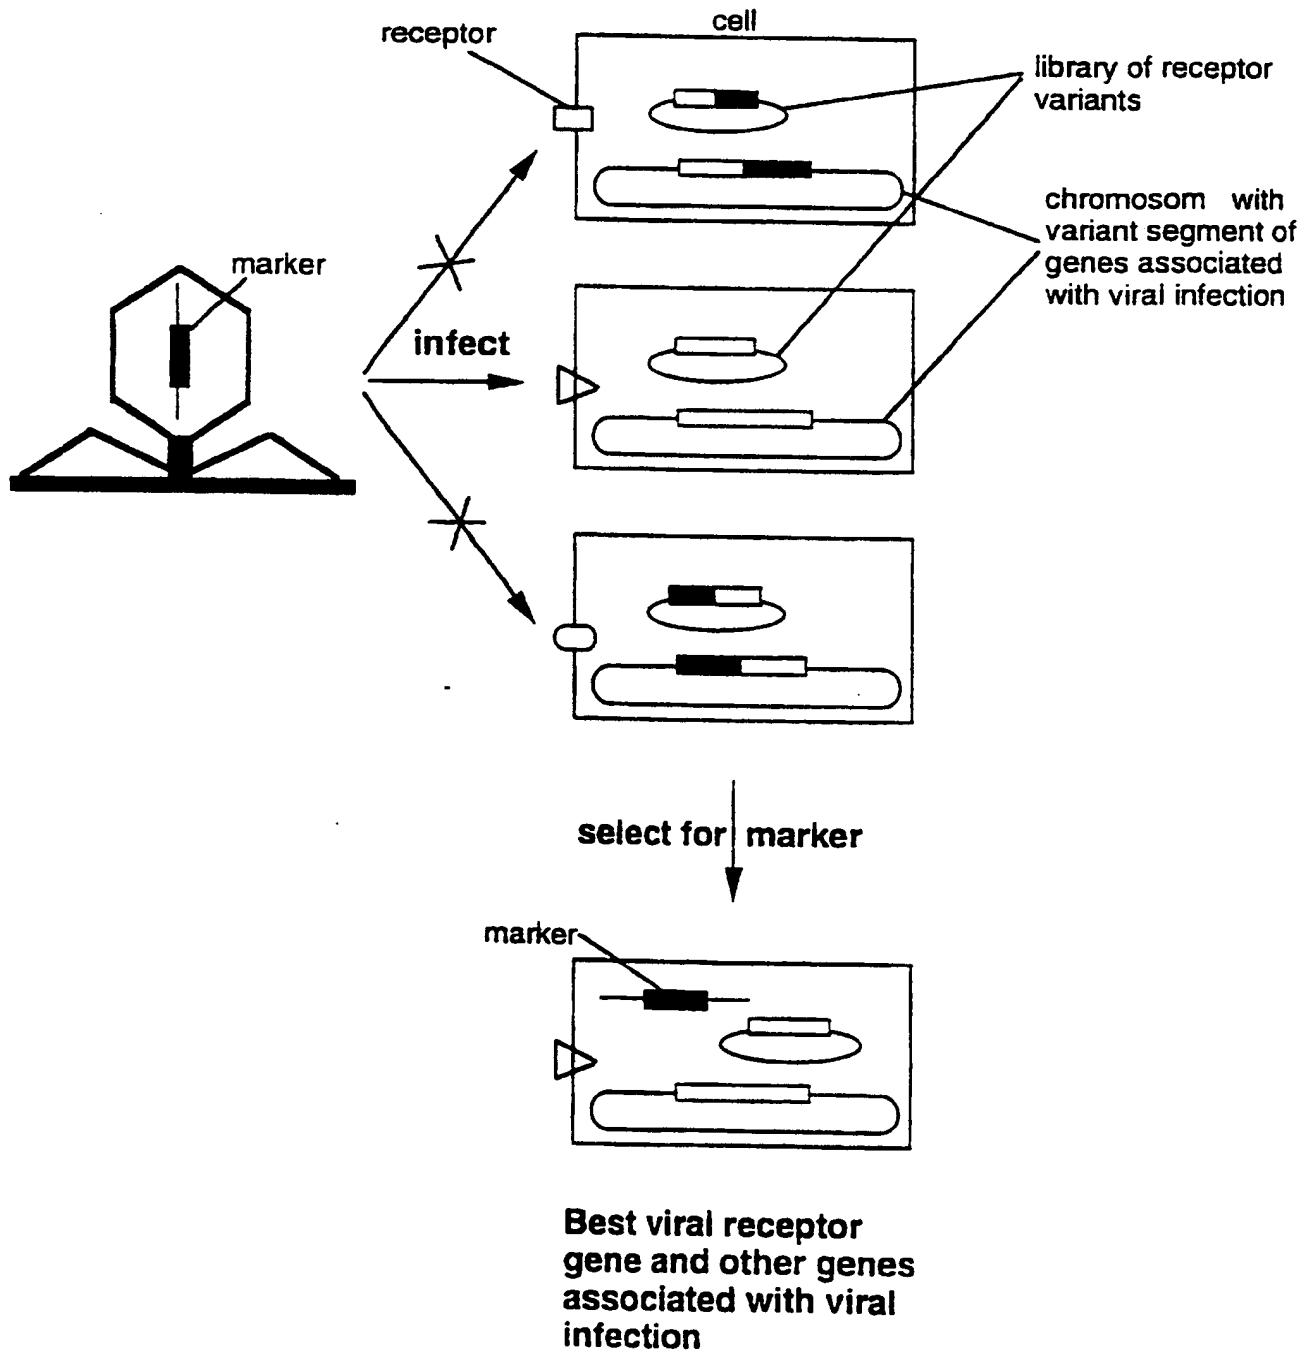 cell
receptor
library of receptor
variants
chromosom with
variant segment of
genes associated
with viral infection
marker
infect
select for marker
marker
Best viral receptor
gene and other genes
associated with viral
infection